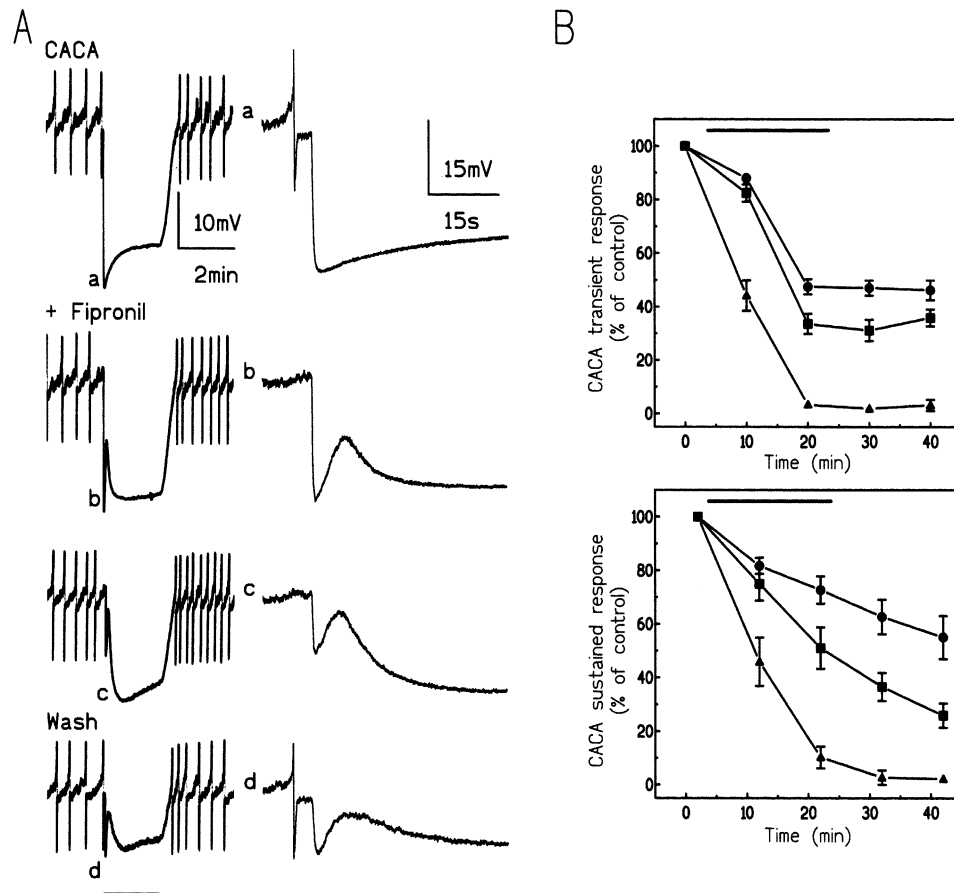 A
CACA
a
a
10mV
2min
15mV
15s
+ Fipronil
b
b
c
c
Wash
d
d
B
CACA transient response
(% of control)
100
80
60
40
20
0
0 10 20 30 40
Time (min)
CACA sustained response
(% of control)
100
80
60
40
20
0
0 10 20 30 40
Time (min)